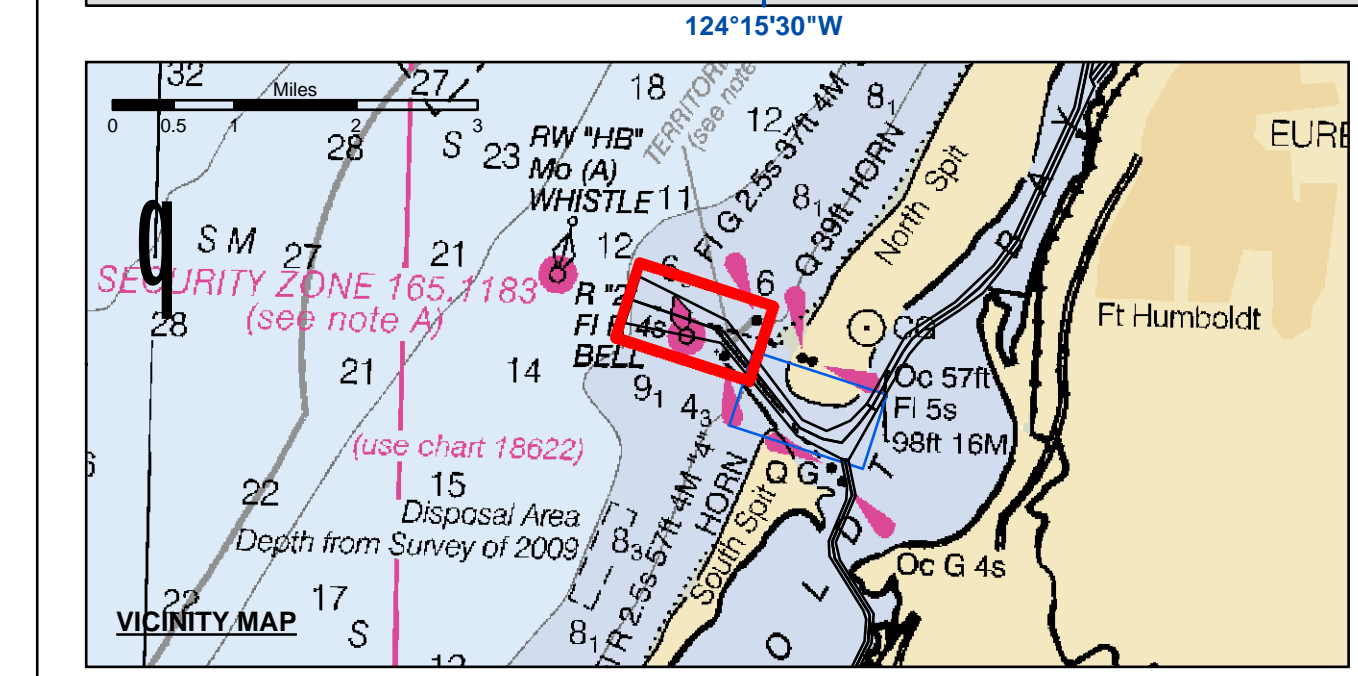 124°15'30"W
32
27
Miles
0 0.5 1 2 3
18
12
8₁
TERRITORI
(see note
Fl G 2.5s 37ft 4M
Q 39ft HORN
28
S
23
RW "HB"
Mo (A)
WHISTLE
11
8₁
North Spit
B A Y
EURE
S M
27
21
12
6
6
SECURITY ZONE 165.1183
(see note A)
28
R "2
Fl R 4s
BELL
CG
Ft Humboldt
21
14
9₁
4₃
Oc 57ft
Fl 5s
98ft 16M
(use chart 18622)
Q G
22
15
Disposal Area
Depth from Survey of 2009
8₃
R 2.5s 57ft 4M "4"
HORN
South Spit
Oc G 4s
O L D T
22
17
S
8₁
VICINITY MAP